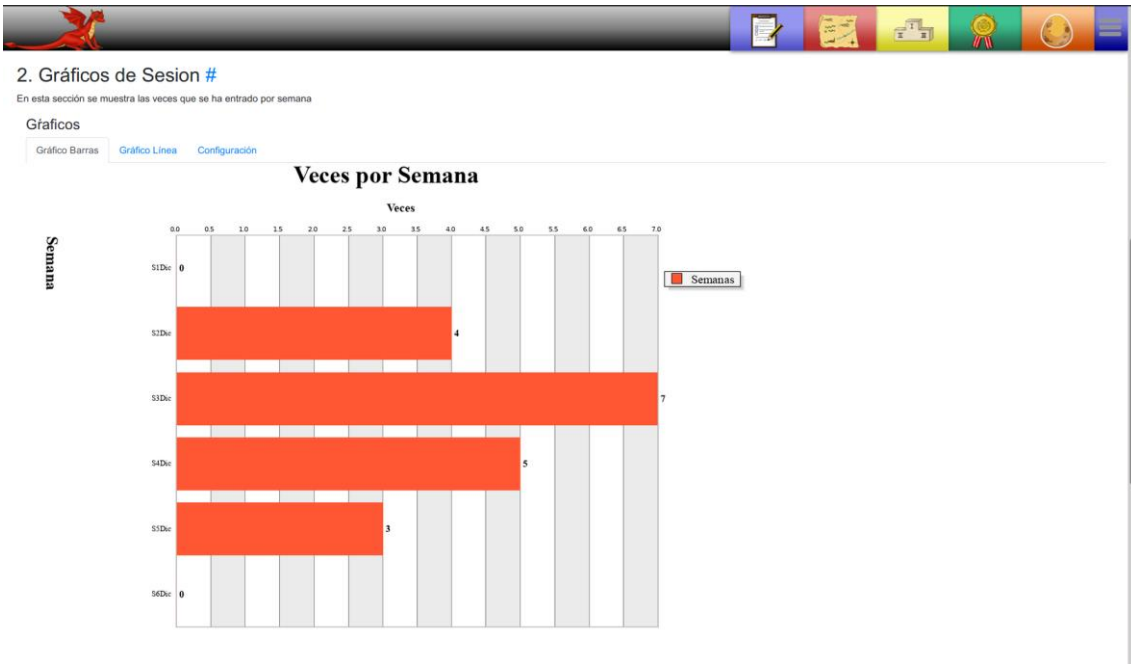 2. Gráficos de Sesion #
En esta sección se muestra las veces que se ha entrado por semana
Gŕaficos
Gráfico Barras Gráfico Línea Configuración
Veces por Semana
Veces
0.0 0.5 1.0 1.5 2.0 2.5 3.0 3.5 4.0 4.5 5.0 5.5 6.0 6.5 7.0
Semana
S1Dic 0
Semanas
S2Dic 4
S3Dic 7
S4Dic 5
S5Dic 3
S6Dic 0